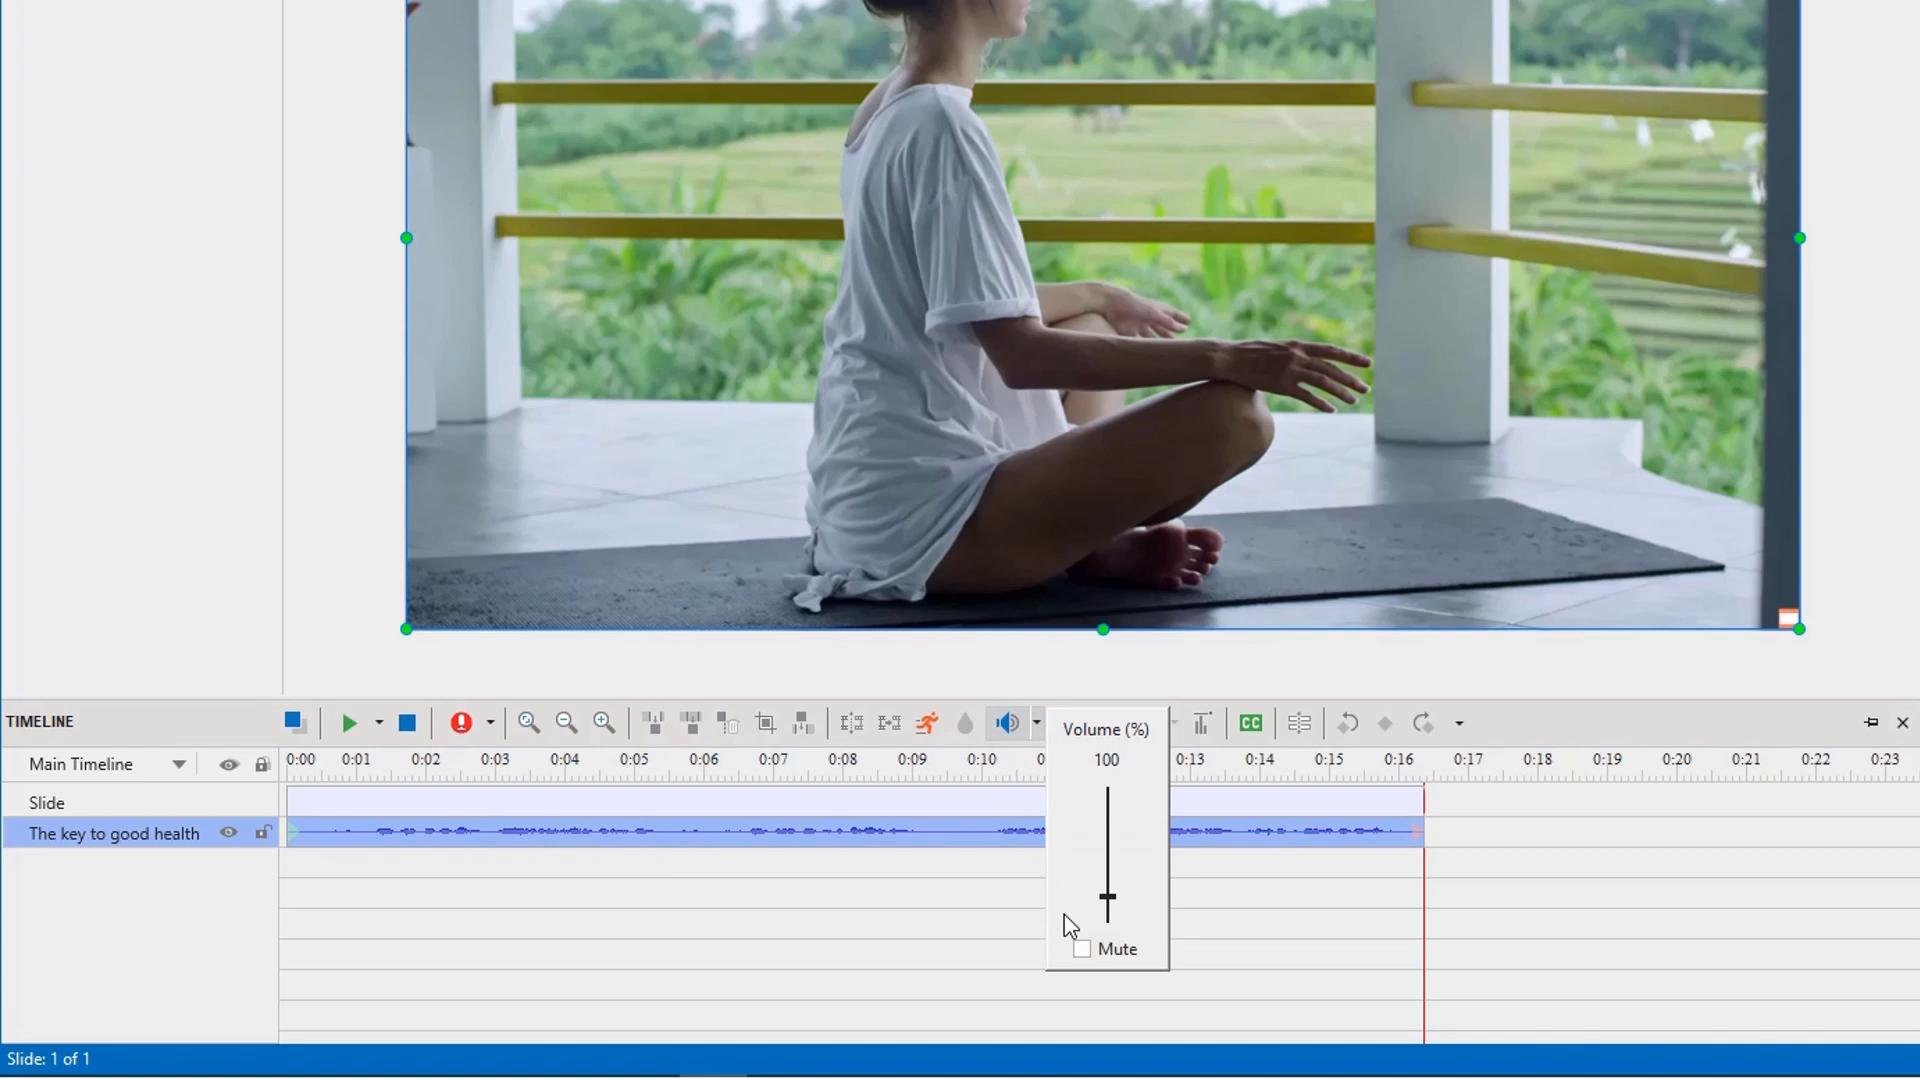 TIMELINE
CC
Volume (%)
100
Main Timeline
0:00 0:01 0:02 0:03 0:04 0:05 0:06 0:07 0:08 0:09 0:10 0:13 0:14 0:15 0:16 0:17 0:18 0:19 0:20 0:21 0:22 0:23
Slide
The key to good health
Mute
Slide: 1 of 1